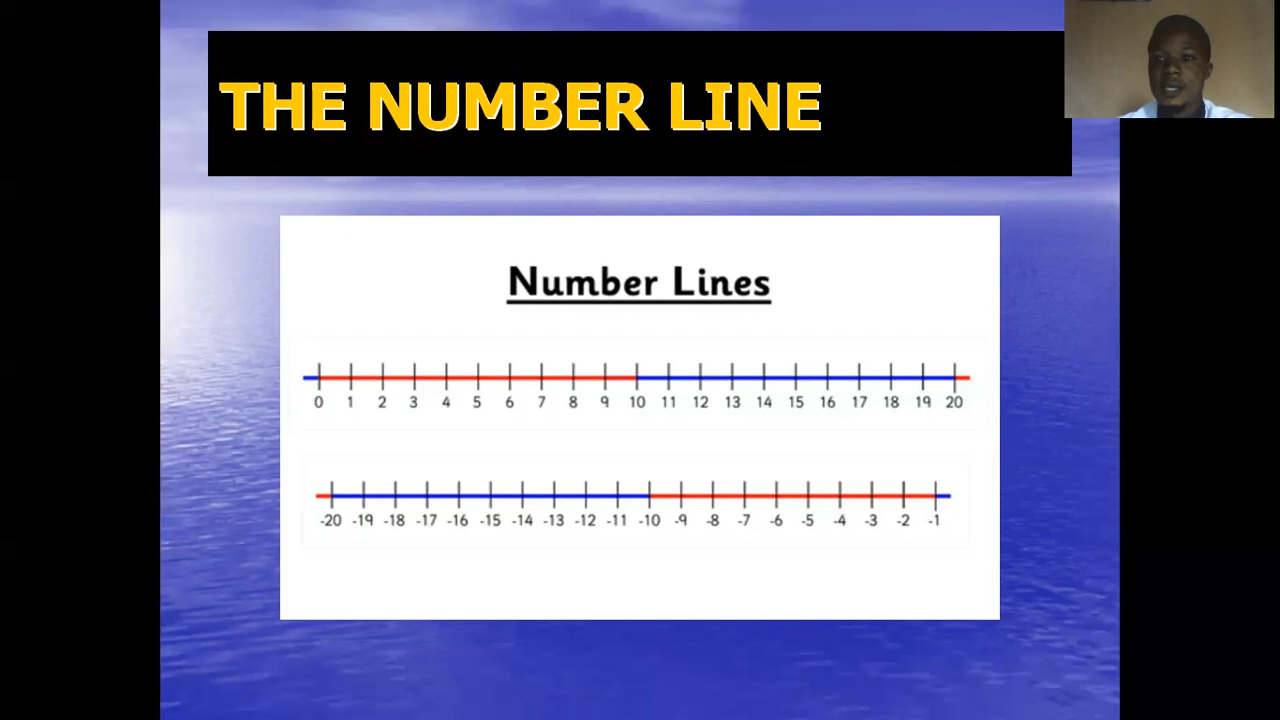 THE NUMBER LINE
Number Lines
0 1 2 3 4 5 6 7 8 9 10 11 12 13 14 15 16 17 18 19 20
-20 -19 -18 -17 -16 -15 -14 -13 -12 -11 -10 -9 -8 -7 -6 -5 -4 -3 -2 -1